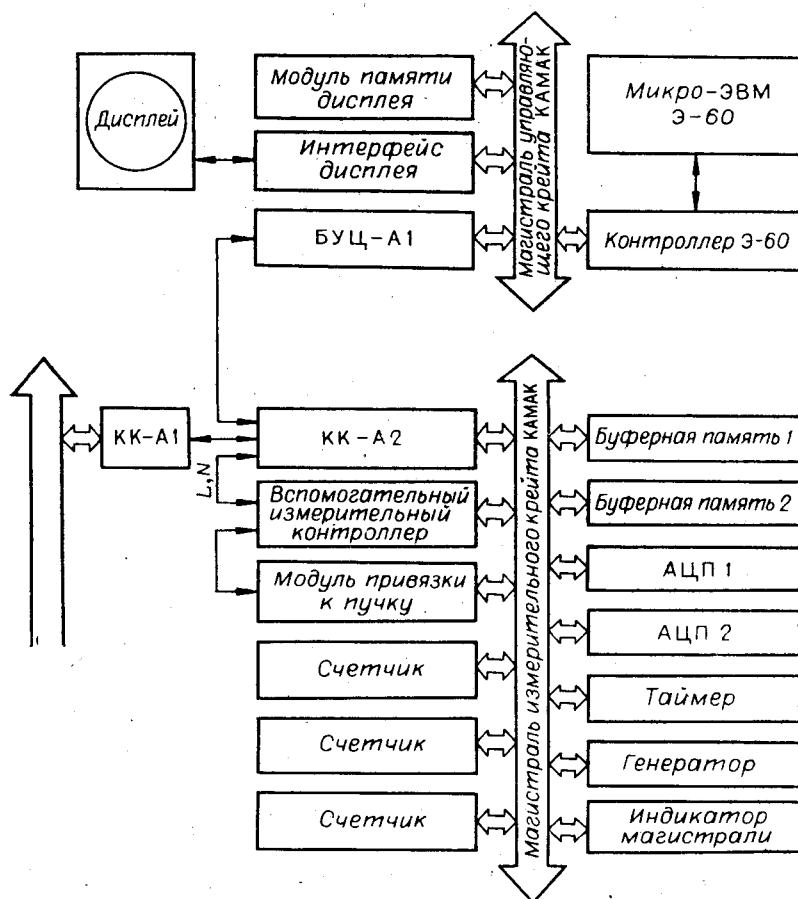 Дисплей
Модуль памяти
дисплея
Интерфейс
дисплея
БУЦ-А1
Магистраль управляю-
щего крейта КАМАК
Микро-ЭВМ
Э-60
Контроллер Э-60
КК-А1
КК-А2
L,N
Вспомогательный
измерительный
контроллер
Модуль привязки
к пучку
Счетчик
Счетчик
Счетчик
Магистраль измерительного крейта КАМАК
Буферная память 1
Буферная память 2
АЦП 1
АЦП 2
Таймер
Генератор
Индикатор
магистрали